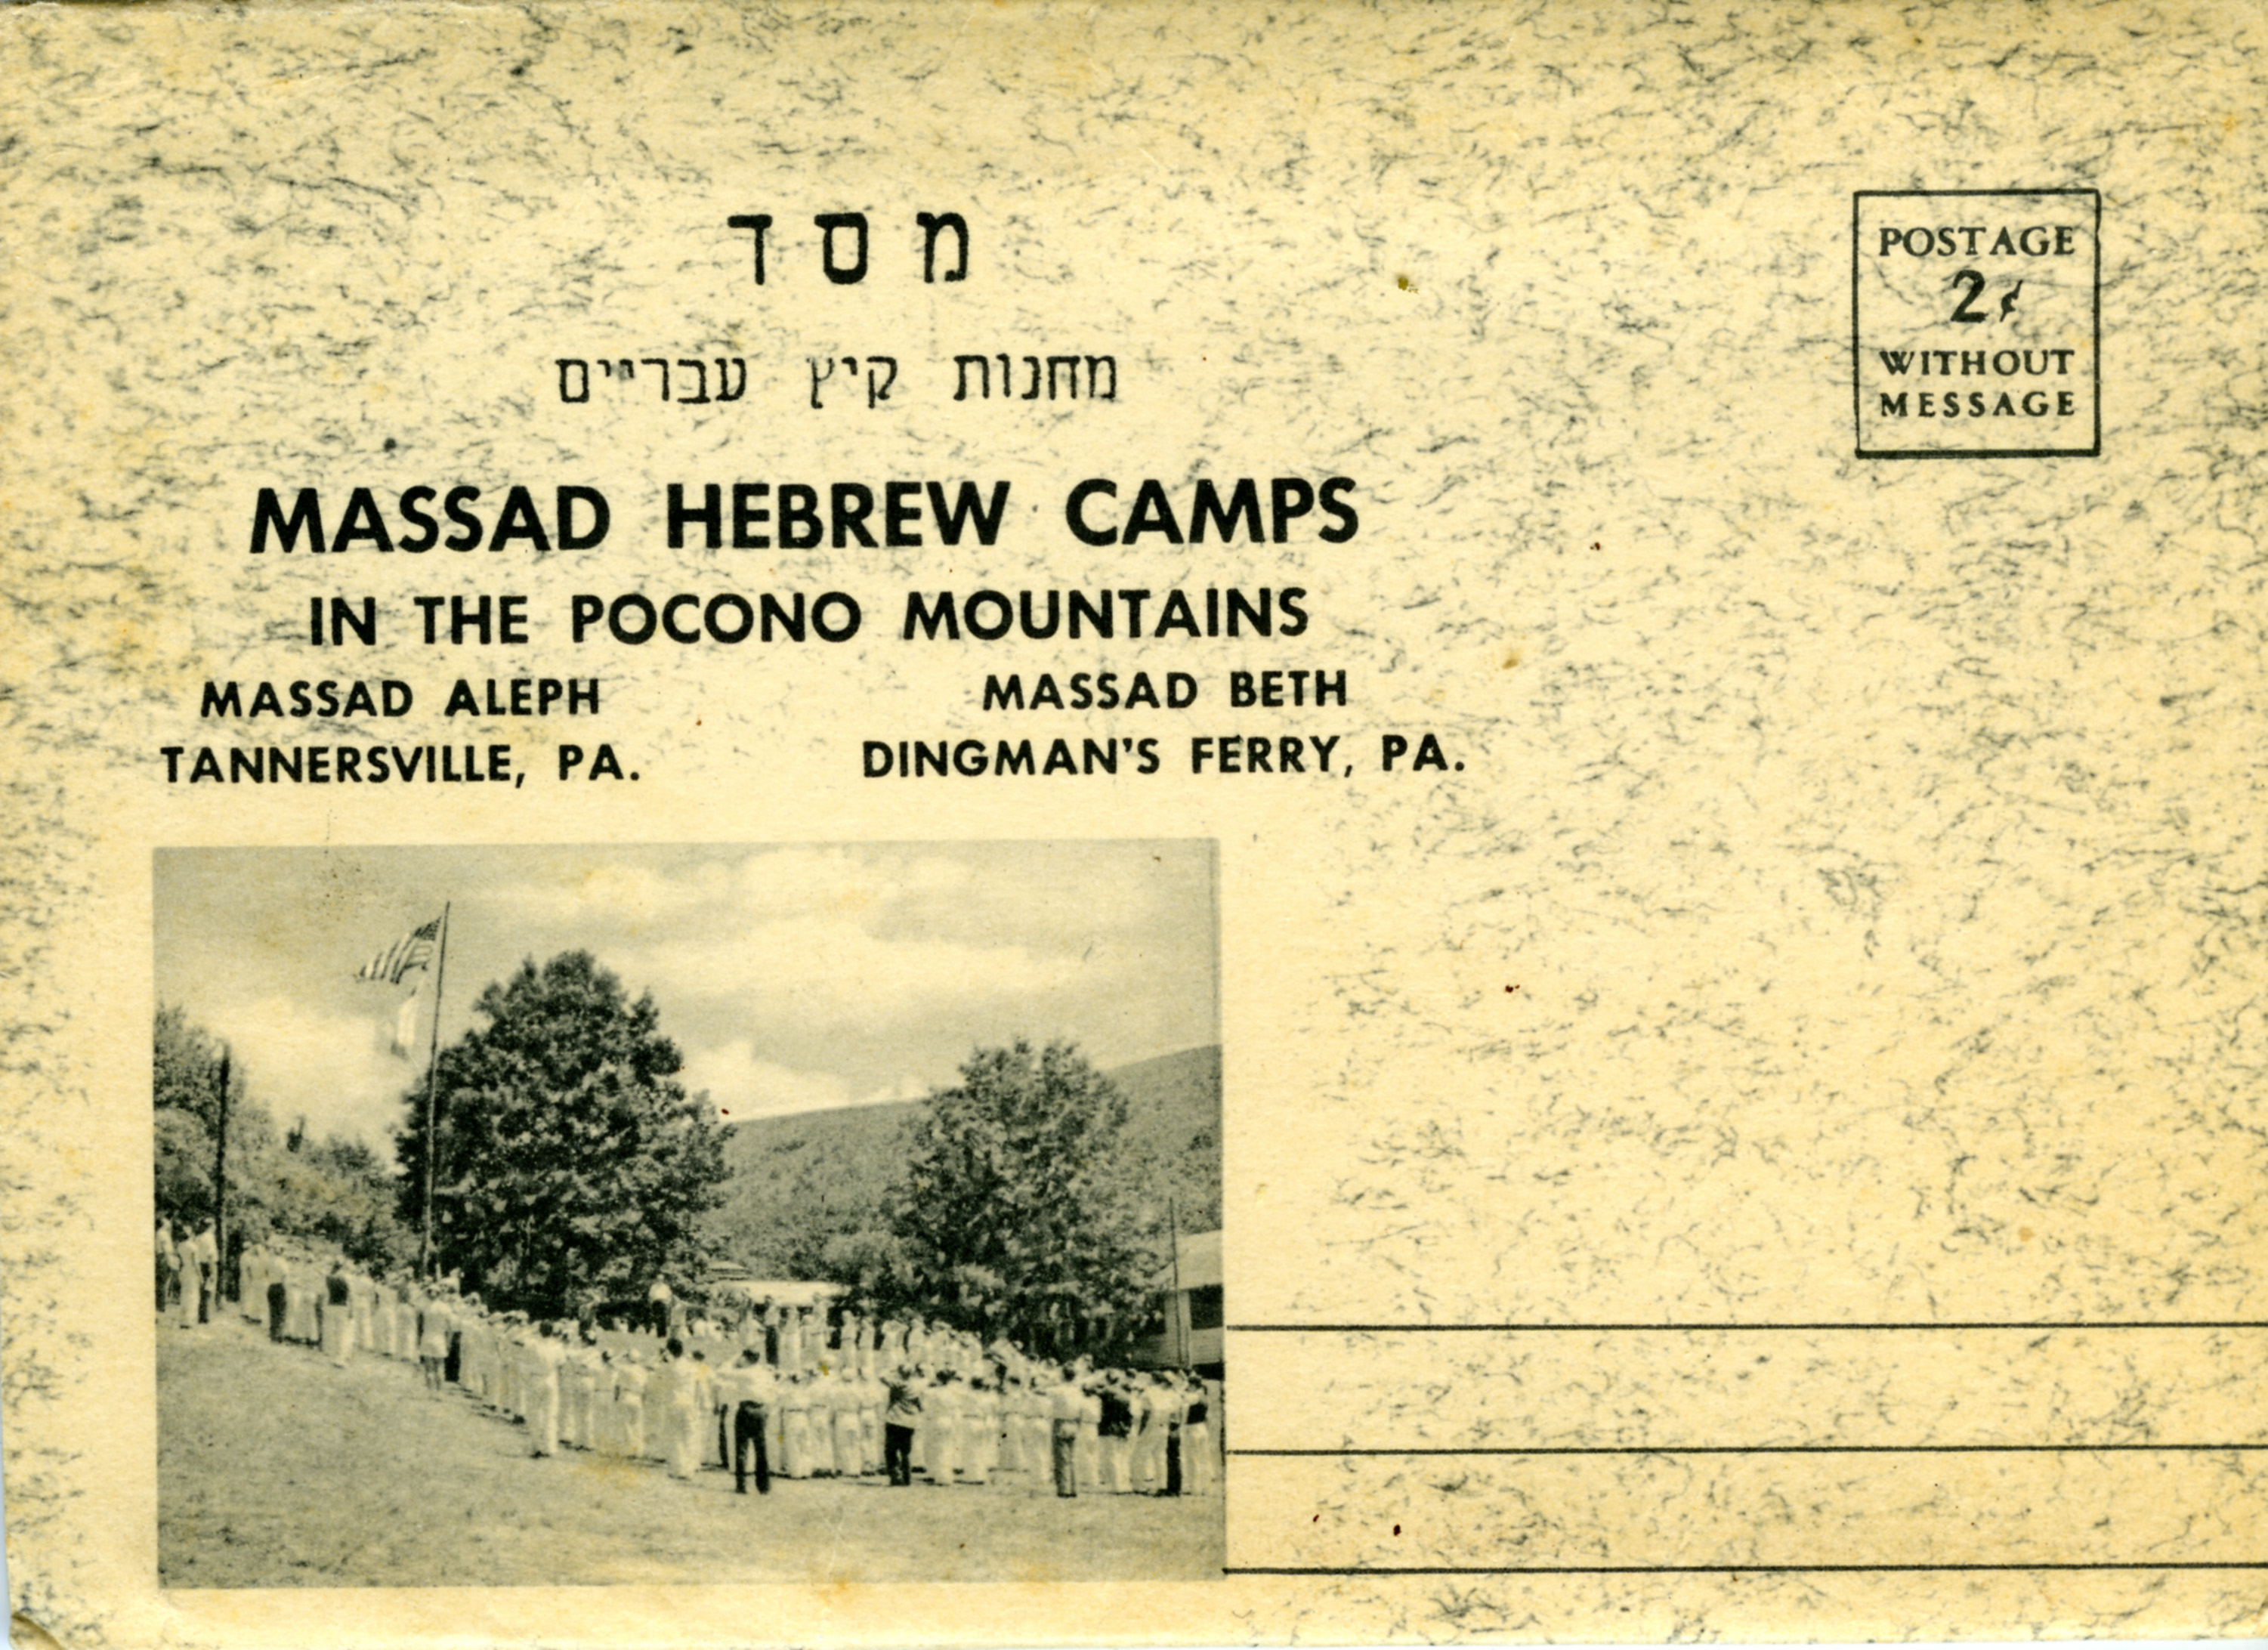 מסד
מחנות קיץ עבריים
MASSAD HEBREW CAMPS
IN THE POCONO MOUNTAINS
MASSAD ALEPH
TANNERSVILLE, PA.
MASSAD BETH
DINGMAN'S FERRY, PA.
POSTAGE
2¢
WITHOUT
MESSAGE